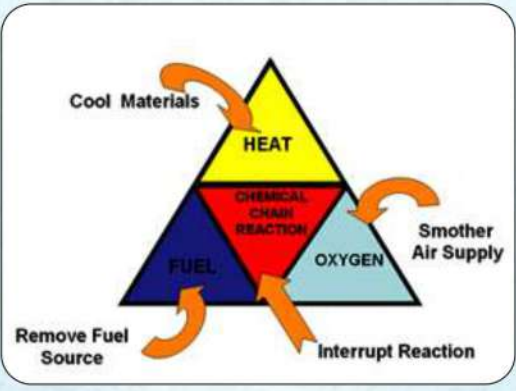 Cool Materials
HEAT
CHEMICAL
CHAIN
REACTION
FUEL
OXYGEN
Smother
Air Supply
Remove Fuel
Source
Interrupt Reaction